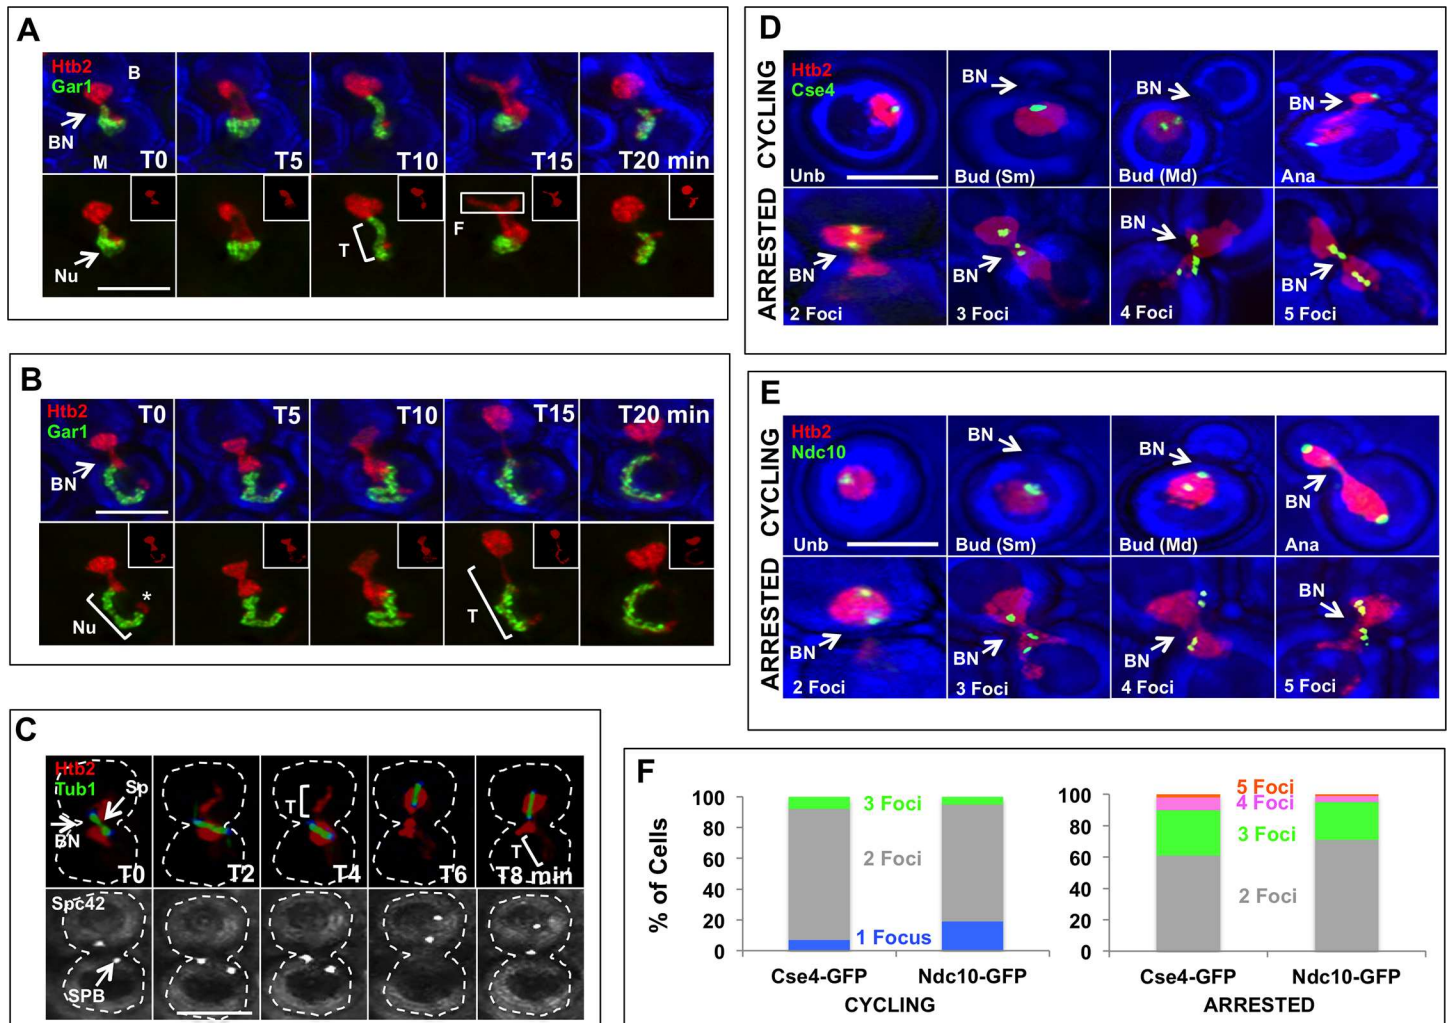 A
Htb2
Gar1
B
BN
M
T0
T5
T10
T15
T20 min
Nu
T
F
B
Htb2
Gar1
T0
T5
T10
T15
T20 min
BN
Nu
*
T
C
Htb2
Tub1
Sp
BN
T
T
T0
T2
T4
T6
T8 min
Spc42
SPB
D
CYCLING
Htb2
Cse4
BN
BN
BN
Unb
Bud (Sm)
Bud (Md)
Ana
ARRESTED
BN
BN
BN
BN
2 Foci
3 Foci
4 Foci
5 Foci
E
CYCLING
Htb2
Ndc10
BN
BN
BN
Unb
Bud (Sm)
Bud (Md)
Ana
ARRESTED
BN
BN
BN
BN
2 Foci
3 Foci
4 Foci
5 Foci
F
% of Cells
100
80
60
40
20
0
3 Foci
2 Foci
1 Focus
Cse4-GFP
Ndc10-GFP
CYCLING
100
80
60
40
20
0
5 Foci
4 Foci
3 Foci
2 Foci
Cse4-GFP
Ndc10-GFP
ARRESTED